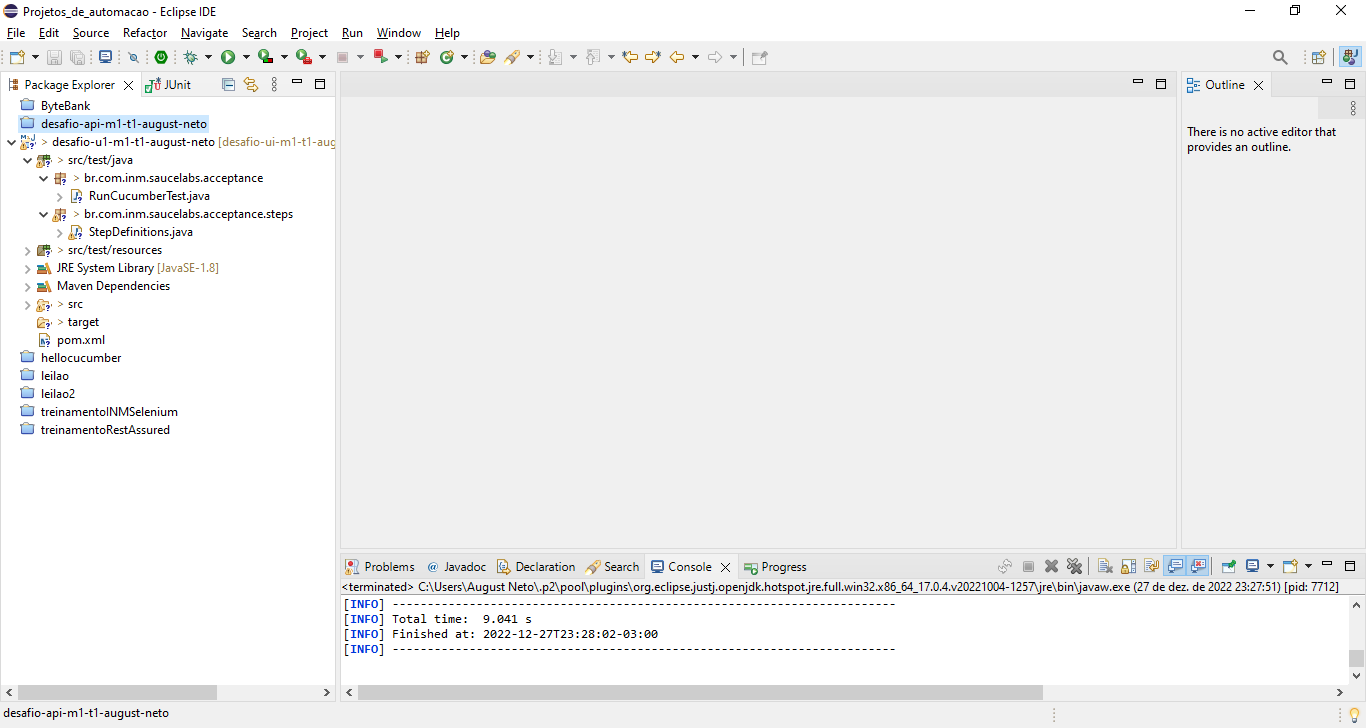 Projetos_de_automacao - Eclipse IDE
File Edit Source Refactor Navigate Search Project Run Window Help
Package Explorer JUnit
ByteBank
desafio-api-m1-t1-august-neto
> desafio-u1-m1-t1-august-neto [desafio-ui-m1-t1-aug
> src/test/java
> br.com.inm.saucelabs.acceptance
RunCucumberTest.java
> br.com.inm.saucelabs.acceptance.steps
StepDefinitions.java
> src/test/resources
JRE System Library [JavaSE-1.8]
Maven Dependencies
> src
> target
pom.xml
hellocucumber
leilao
leilao2
treinamentoINMSelenium
treinamentoRestAssured
Outline
There is no active editor that
provides an outline.
Problems @ Javadoc Declaration Search Console Progress
<terminated> C:\Users\August Neto\.p2\pool\plugins\org.eclipse.justj.openjdk.hotspot.jre.full.win32.x86_64_17.0.4.v20221004-1257\jre\bin\javaw.exe (27 de dez. de 2022 23:27:51) [pid: 7712]
[INFO] ------------------------------------------------------------------------
[INFO] Total time:  9.041 s
[INFO] Finished at: 2022-12-27T23:28:02-03:00
[INFO] ------------------------------------------------------------------------
desafio-api-m1-t1-august-neto